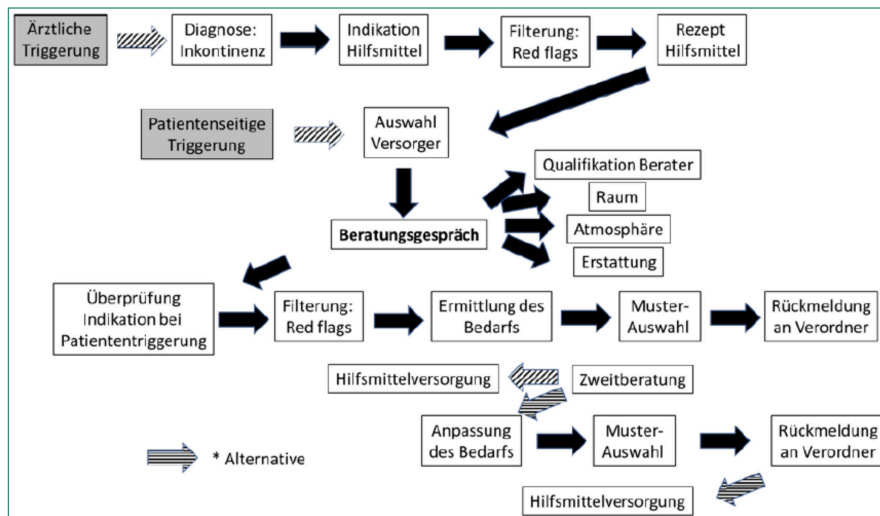 Ärztliche
Triggerung
Diagnose:
Inkontinenz
Indikation
Hilfsmittel
Filterung:
Red flags
Rezept
Hilfsmittel
Patientenseitige
Triggerung
Auswahl
Versorger
Qualifikation Berater
Raum
Atmosphäre
Erstattung
Beratungsgespräch
Überprüfung
Indikation bei
Patiententriggerung
Filterung:
Red flags
Ermittlung des
Bedarfs
Muster-
Auswahl
Rückmeldung
an Verordner
Hilfsmittelversorgung
Zweitberatung
Anpassung
des Bedarfs
Muster-
Auswahl
Rückmeldung
an Verordner
* Alternative
Hilfsmittelversorgung